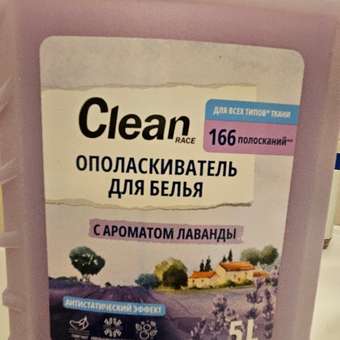 ДЛЯ ВСЕХ ТИПОВ* ТКАНИ
Clean
RACE
166 ПОЛОСКАНИЙ**
ОПОЛАСКИВАТЕЛЬ
ДЛЯ БЕЛЬЯ
С АРОМАТОМ ЛАВАНДЫ
АНТИСТАТИЧЕСКИЙ ЭФФЕКТ
5L